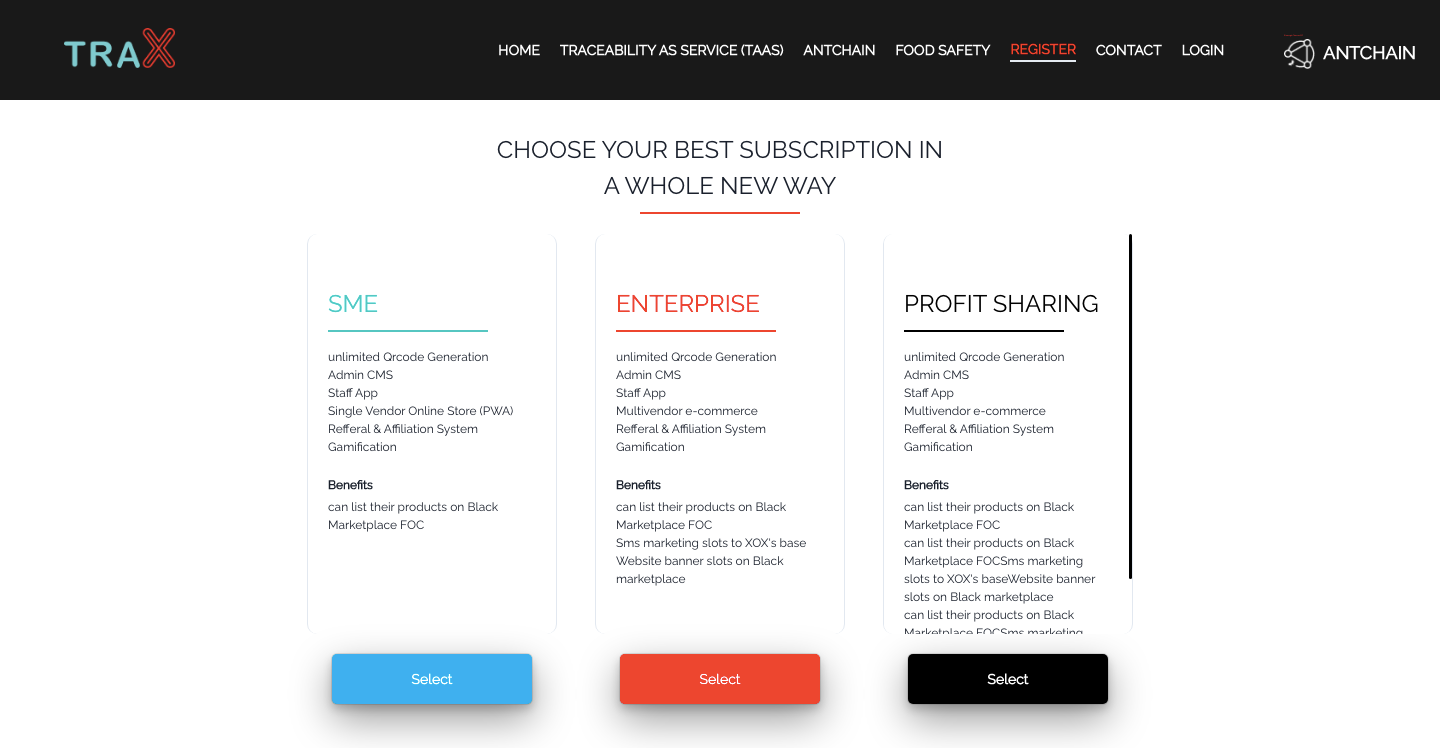 TRAX
HOME TRACEABILITY AS SERVICE (TAAS) ANTCHAIN FOOD SAFETY REGISTER CONTACT LOGIN
ANTCHAIN
CHOOSE YOUR BEST SUBSCRIPTION IN
A WHOLE NEW WAY
SME
unlimited Qrcode Generation
Admin CMS
Staff App
Single Vendor Online Store (PWA)
Refferal & Affiliation System
Gamification
Benefits
can list their products on Black
Marketplace FOC
Select
ENTERPRISE
unlimited Qrcode Generation
Admin CMS
Staff App
Multivendor e-commerce
Refferal & Affiliation System
Gamification
Benefits
can list their products on Black
Marketplace FOC
Sms marketing slots to XOX's base
Website banner slots on Black
marketplace
Select
PROFIT SHARING
unlimited Qrcode Generation
Admin CMS
Staff App
Multivendor e-commerce
Refferal & Affiliation System
Gamification
Benefits
can list their products on Black
Marketplace FOC
can list their products on Black
Marketplace FOCSms marketing
slots to XOX's baseWebsite banner
slots on Black marketplace
can list their products on Black
Marketplace FOCSms marketing
Select